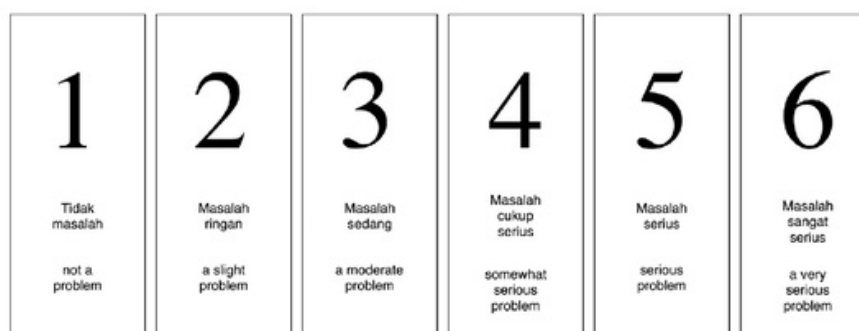 1
Tidak
masalah
not a
problem
2
Masalah
ringan
a slight
problem
3
Masalah
sedang
a moderate
problem
4
Masalah
cukup
serius
somewhat
serious
problem
5
Masalah
serius
serious
problem
6
Masalah
sangat
serius
a very
serious
problem